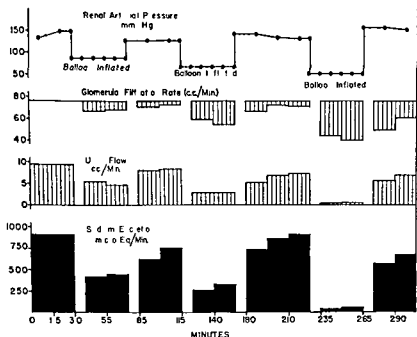 Renal Art ial Pressure
mm Hg
150
100
50
Balloo Inflated
Balloon I fl t d
Balloo Inflated
Glomerula Filt at o Rate (c.c./Min.)
80
60
40
U Flow
cc/Min.
10
5
0
S d m E c et o
m c o Eq/Min.
1000
750
500
250
0 15 30 55 85 115 140 160 180 210 235 265 290
MINUTES